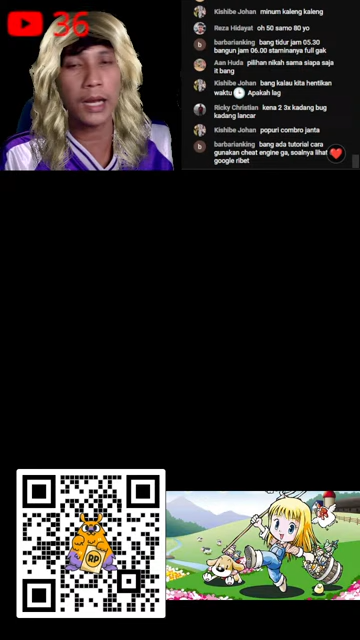 36
Kishibe Johan minum kaleng kaleng
Reza Hidayat oh 50 samo 80 yo
barbarianking bang tidur jam 05.30
bangun jam 06.00 staminanya full gak
Aan Huda pilihan nikah sama siapa saja
it bang
Kishibe Johan bang kalau kita hentikan
waktu Apakah lag
Ricky Christian kena 2 3x kadang bug
kadang lancar
Kishibe Johan popuri combro janta
barbarianking bang ada tutorial cara
gunakan cheat engine ga, soalnya lihat
google ribet
RP